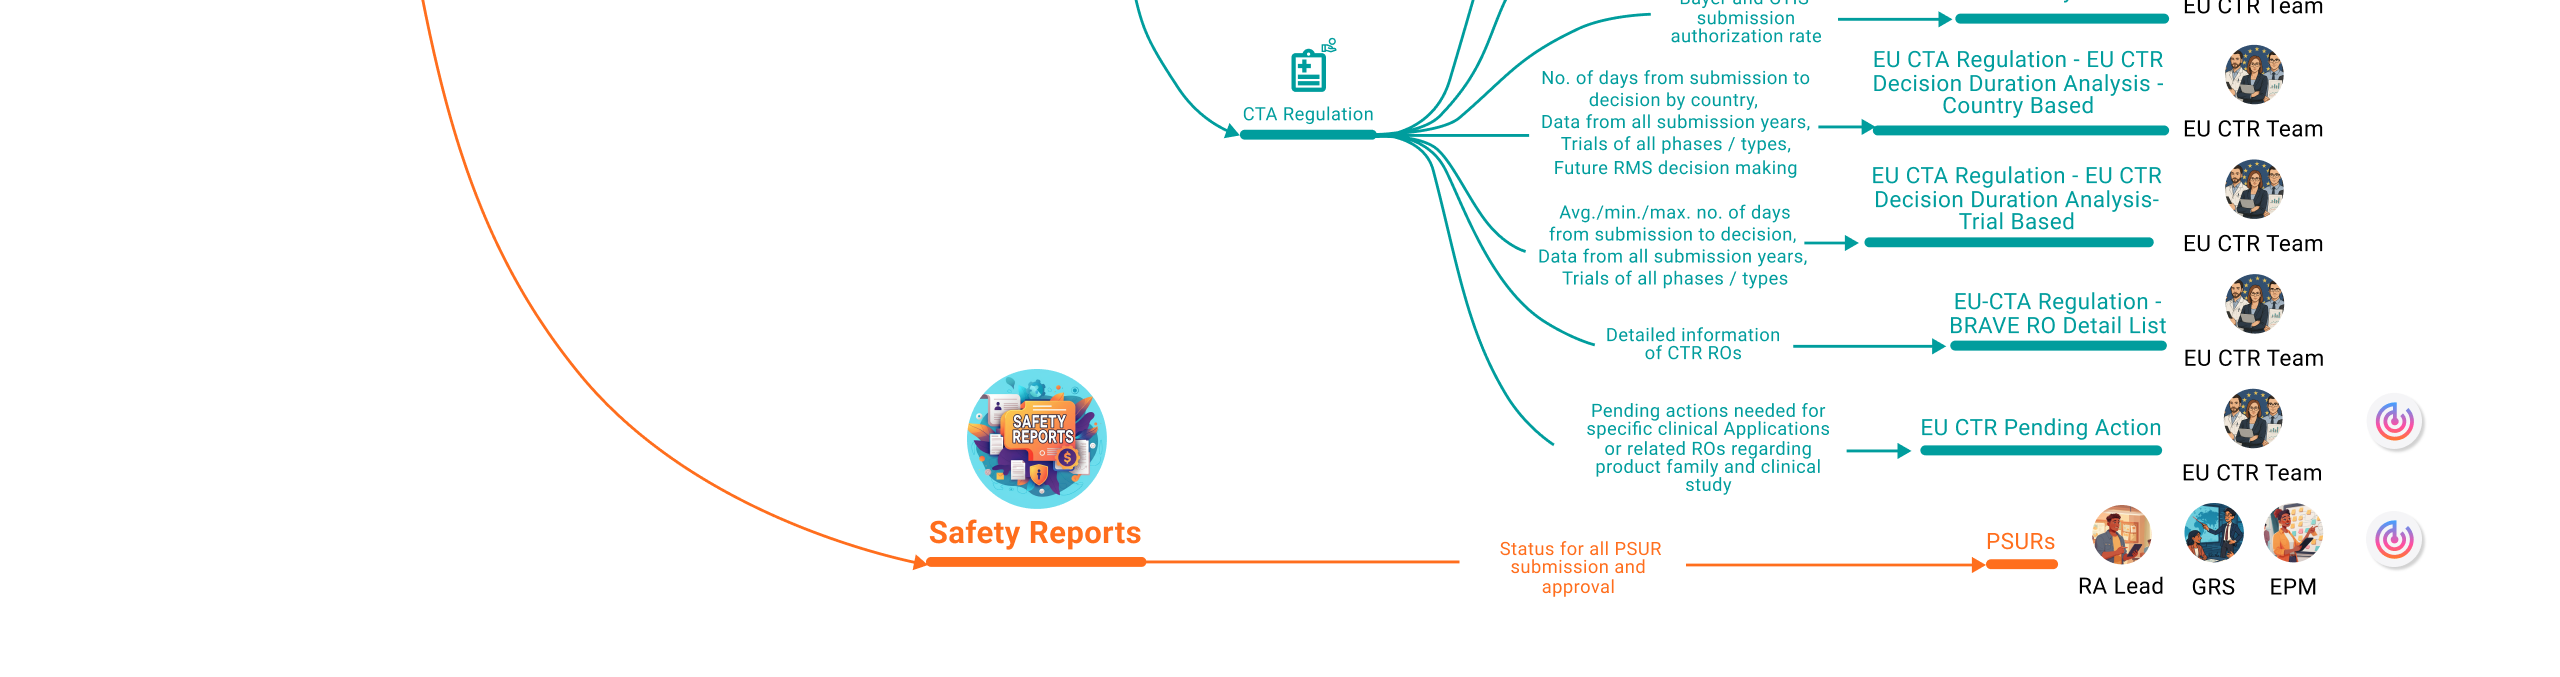 Bayer and CTIS
submission
authorization rate
EU CTR Team
CTA Regulation
No. of days from submission to
decision by country,
Data from all submission years,
Trials of all phases / types,
Future RMS decision making
EU CTA Regulation - EU CTR
Decision Duration Analysis -
Country Based
EU CTR Team
Avg./min./max. no. of days
from submission to decision,
Data from all submission years,
Trials of all phases / types
EU CTA Regulation - EU CTR
Decision Duration Analysis-
Trial Based
EU CTR Team
Detailed information
of CTR ROs
EU-CTA Regulation -
BRAVE RO Detail List
EU CTR Team
Pending actions needed for
specific clinical Applications
or related ROs regarding
product family and clinical
study
EU CTR Pending Action
EU CTR Team
SAFETY
REPORTS
Safety Reports
Status for all PSUR
submission and
approval
PSURs
RA Lead
GRS
EPM